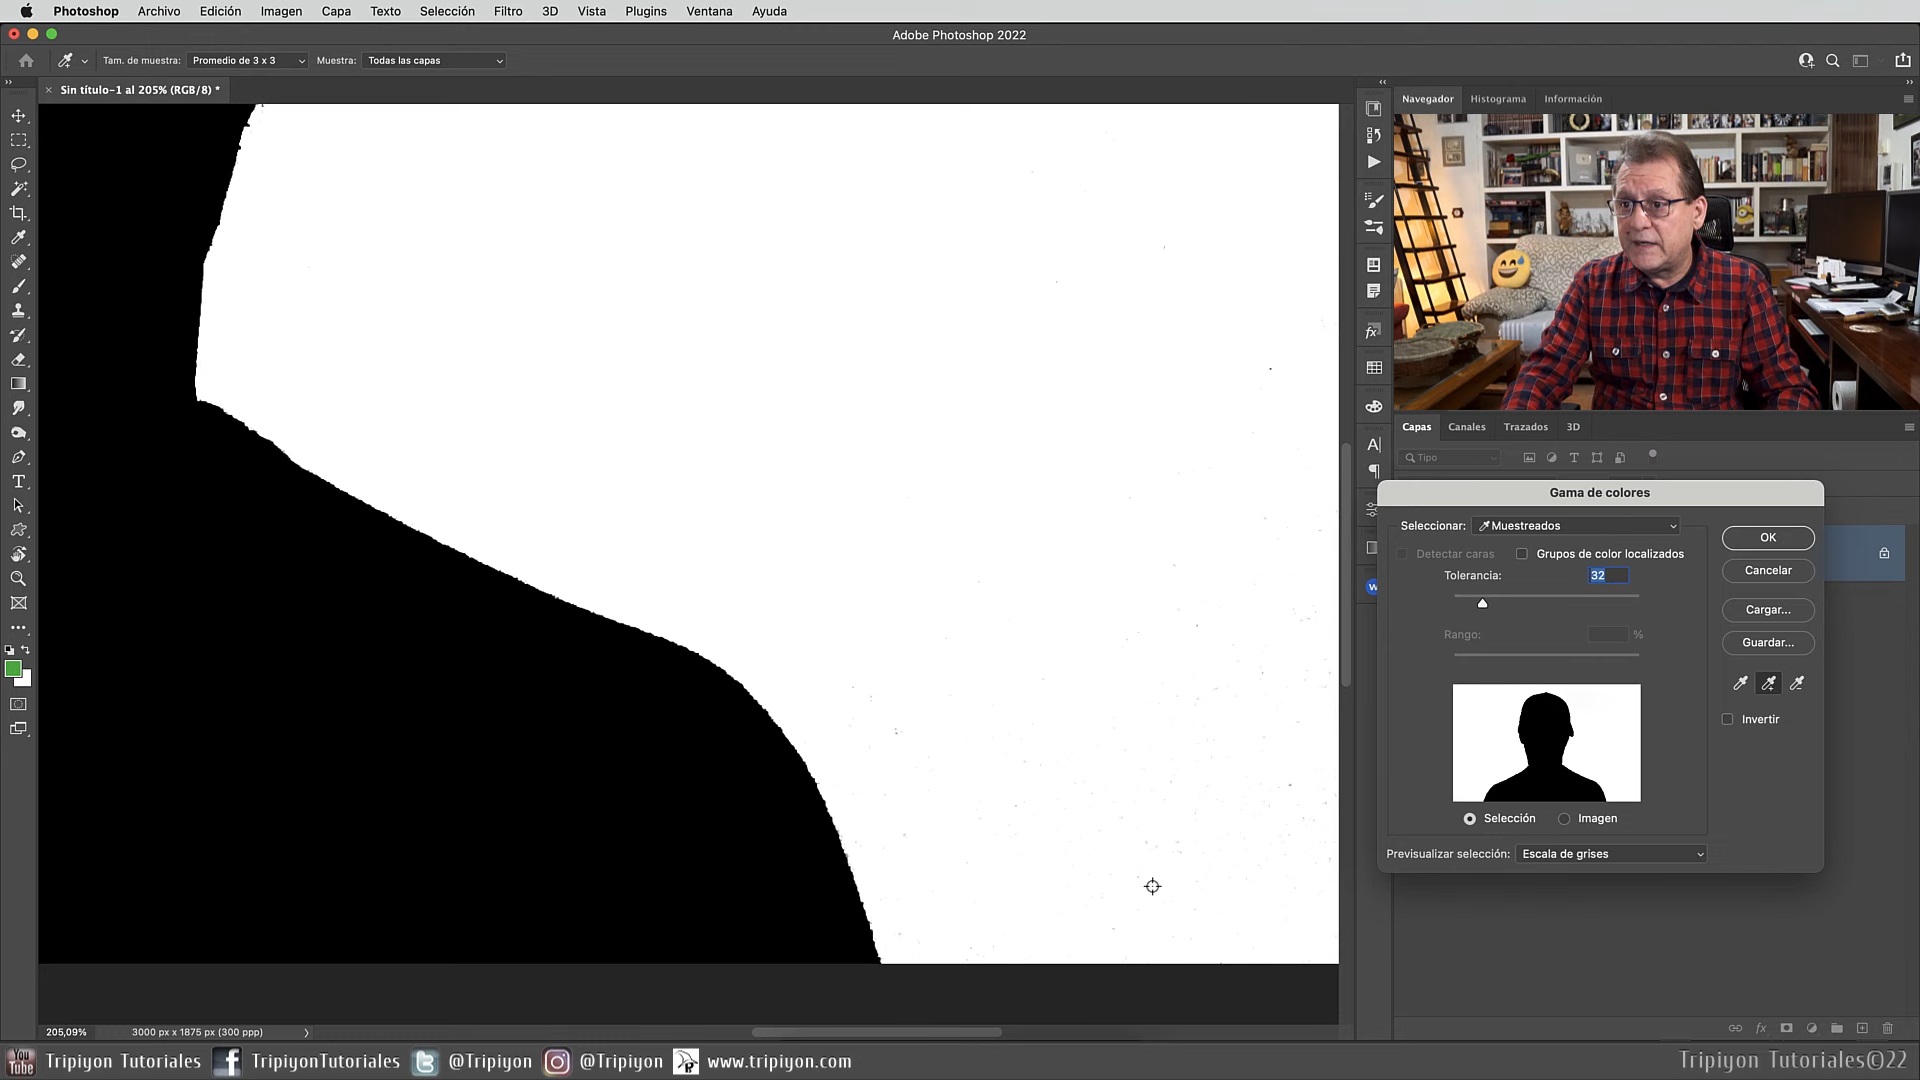 Photoshop Archivo Edición Imagen Capa Texto Selección Filtro 3D Vista Plugins Ventana Ayuda
Adobe Photoshop 2022
Tam. de muestra: Promedio de 3 x 3 Muestra: Todas las capas
Sin título-1 al 205% (RGB/8) *
Navegador Histograma Información
Capas Canales Trazados 3D
Tipo
Gama de colores
Seleccionar: Muestreados
Detectar caras Grupos de color localizados
Tolerancia: 32
Rango: %
OK
Cancelar
Cargar...
Guardar...
Invertir
Selección Imagen
Previsualizar selección: Escala de grises
205,09% 3000 px x 1875 px (300 ppp)
You Tube Tripiyon Tutoriales TripiyonTutoriales @Tripiyon @Tripiyon www.tripiyon.com
Tripiyon Tutoriales©22